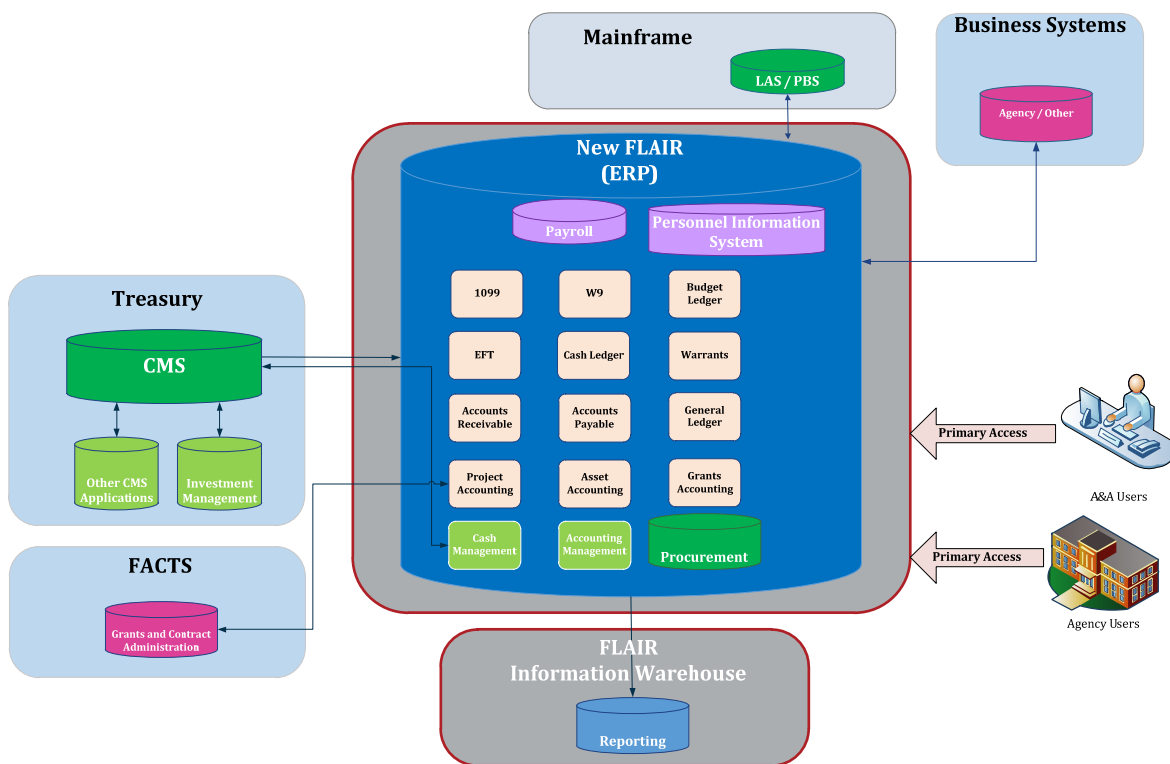 Mainframe
LAS / PBS
Business Systems
Agency / Other
New FLAIR
(ERP)
Payroll
Personnel Information
System
1099
W9
Budget
Ledger
EFT
Cash Ledger
Warrants
Accounts
Receivable
Accounts
Payable
General
Ledger
Project
Accounting
Asset
Accounting
Grants
Accounting
Cash
Management
Accounting
Management
Procurement
Treasury
CMS
Other CMS
Applications
Investment
Management
FACTS
Grants and Contract
Administration
Primary Access
A&A Users
Primary Access
Agency Users
FLAIR
Information Warehouse
Reporting